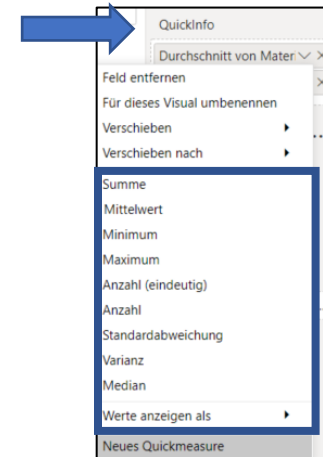 QuickInfo
Durchschnitt von Mater
Feld entfernen
Für dieses Visual umbenennen
Verschieben
Verschieben nach
Summe
Mittelwert
Minimum
Maximum
Anzahl (eindeutig)
Anzahl
Standardabweichung
Varianz
Median
Werte anzeigen als
Neues Quickmeasure